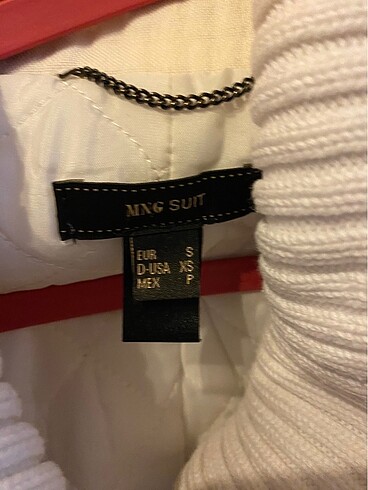 MNG SUIT
EUR S
D-USA XS
MEX P